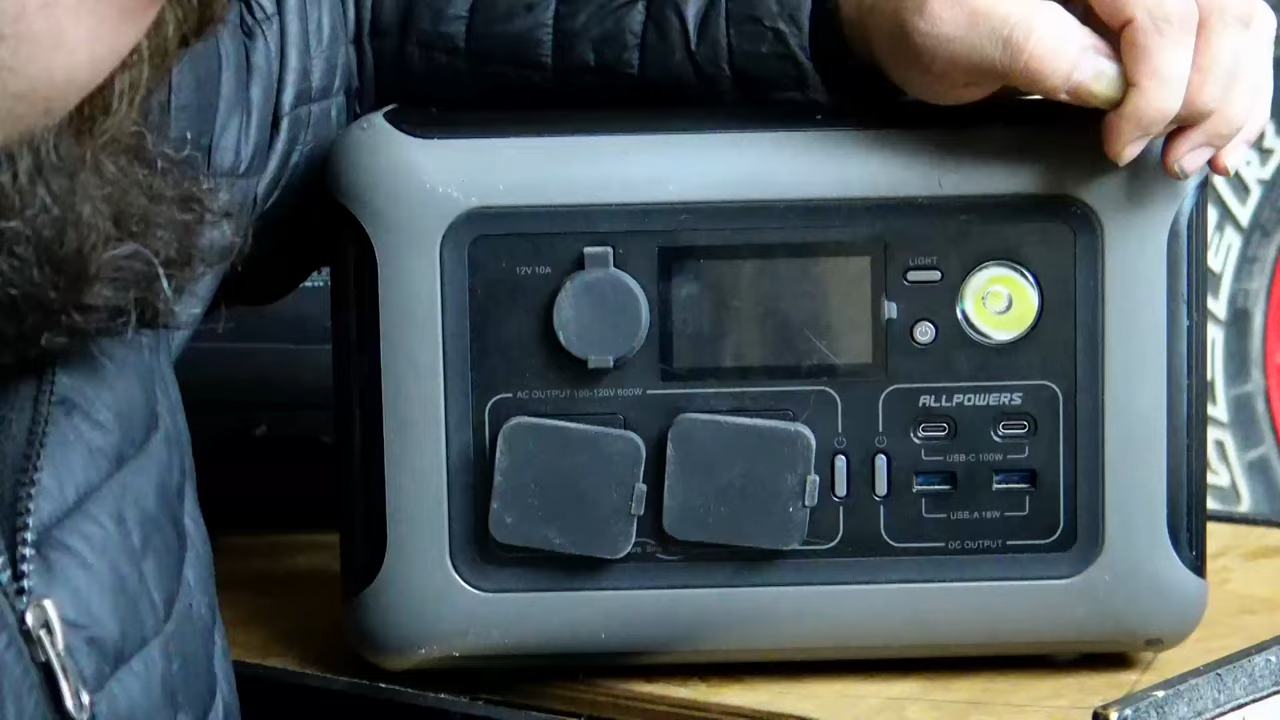 12V 10A
LIGHT
AC OUTPUT 100-120V 600W
ALLPOWERS
USB-C 100W
USB-A 18W
DC OUTPUT